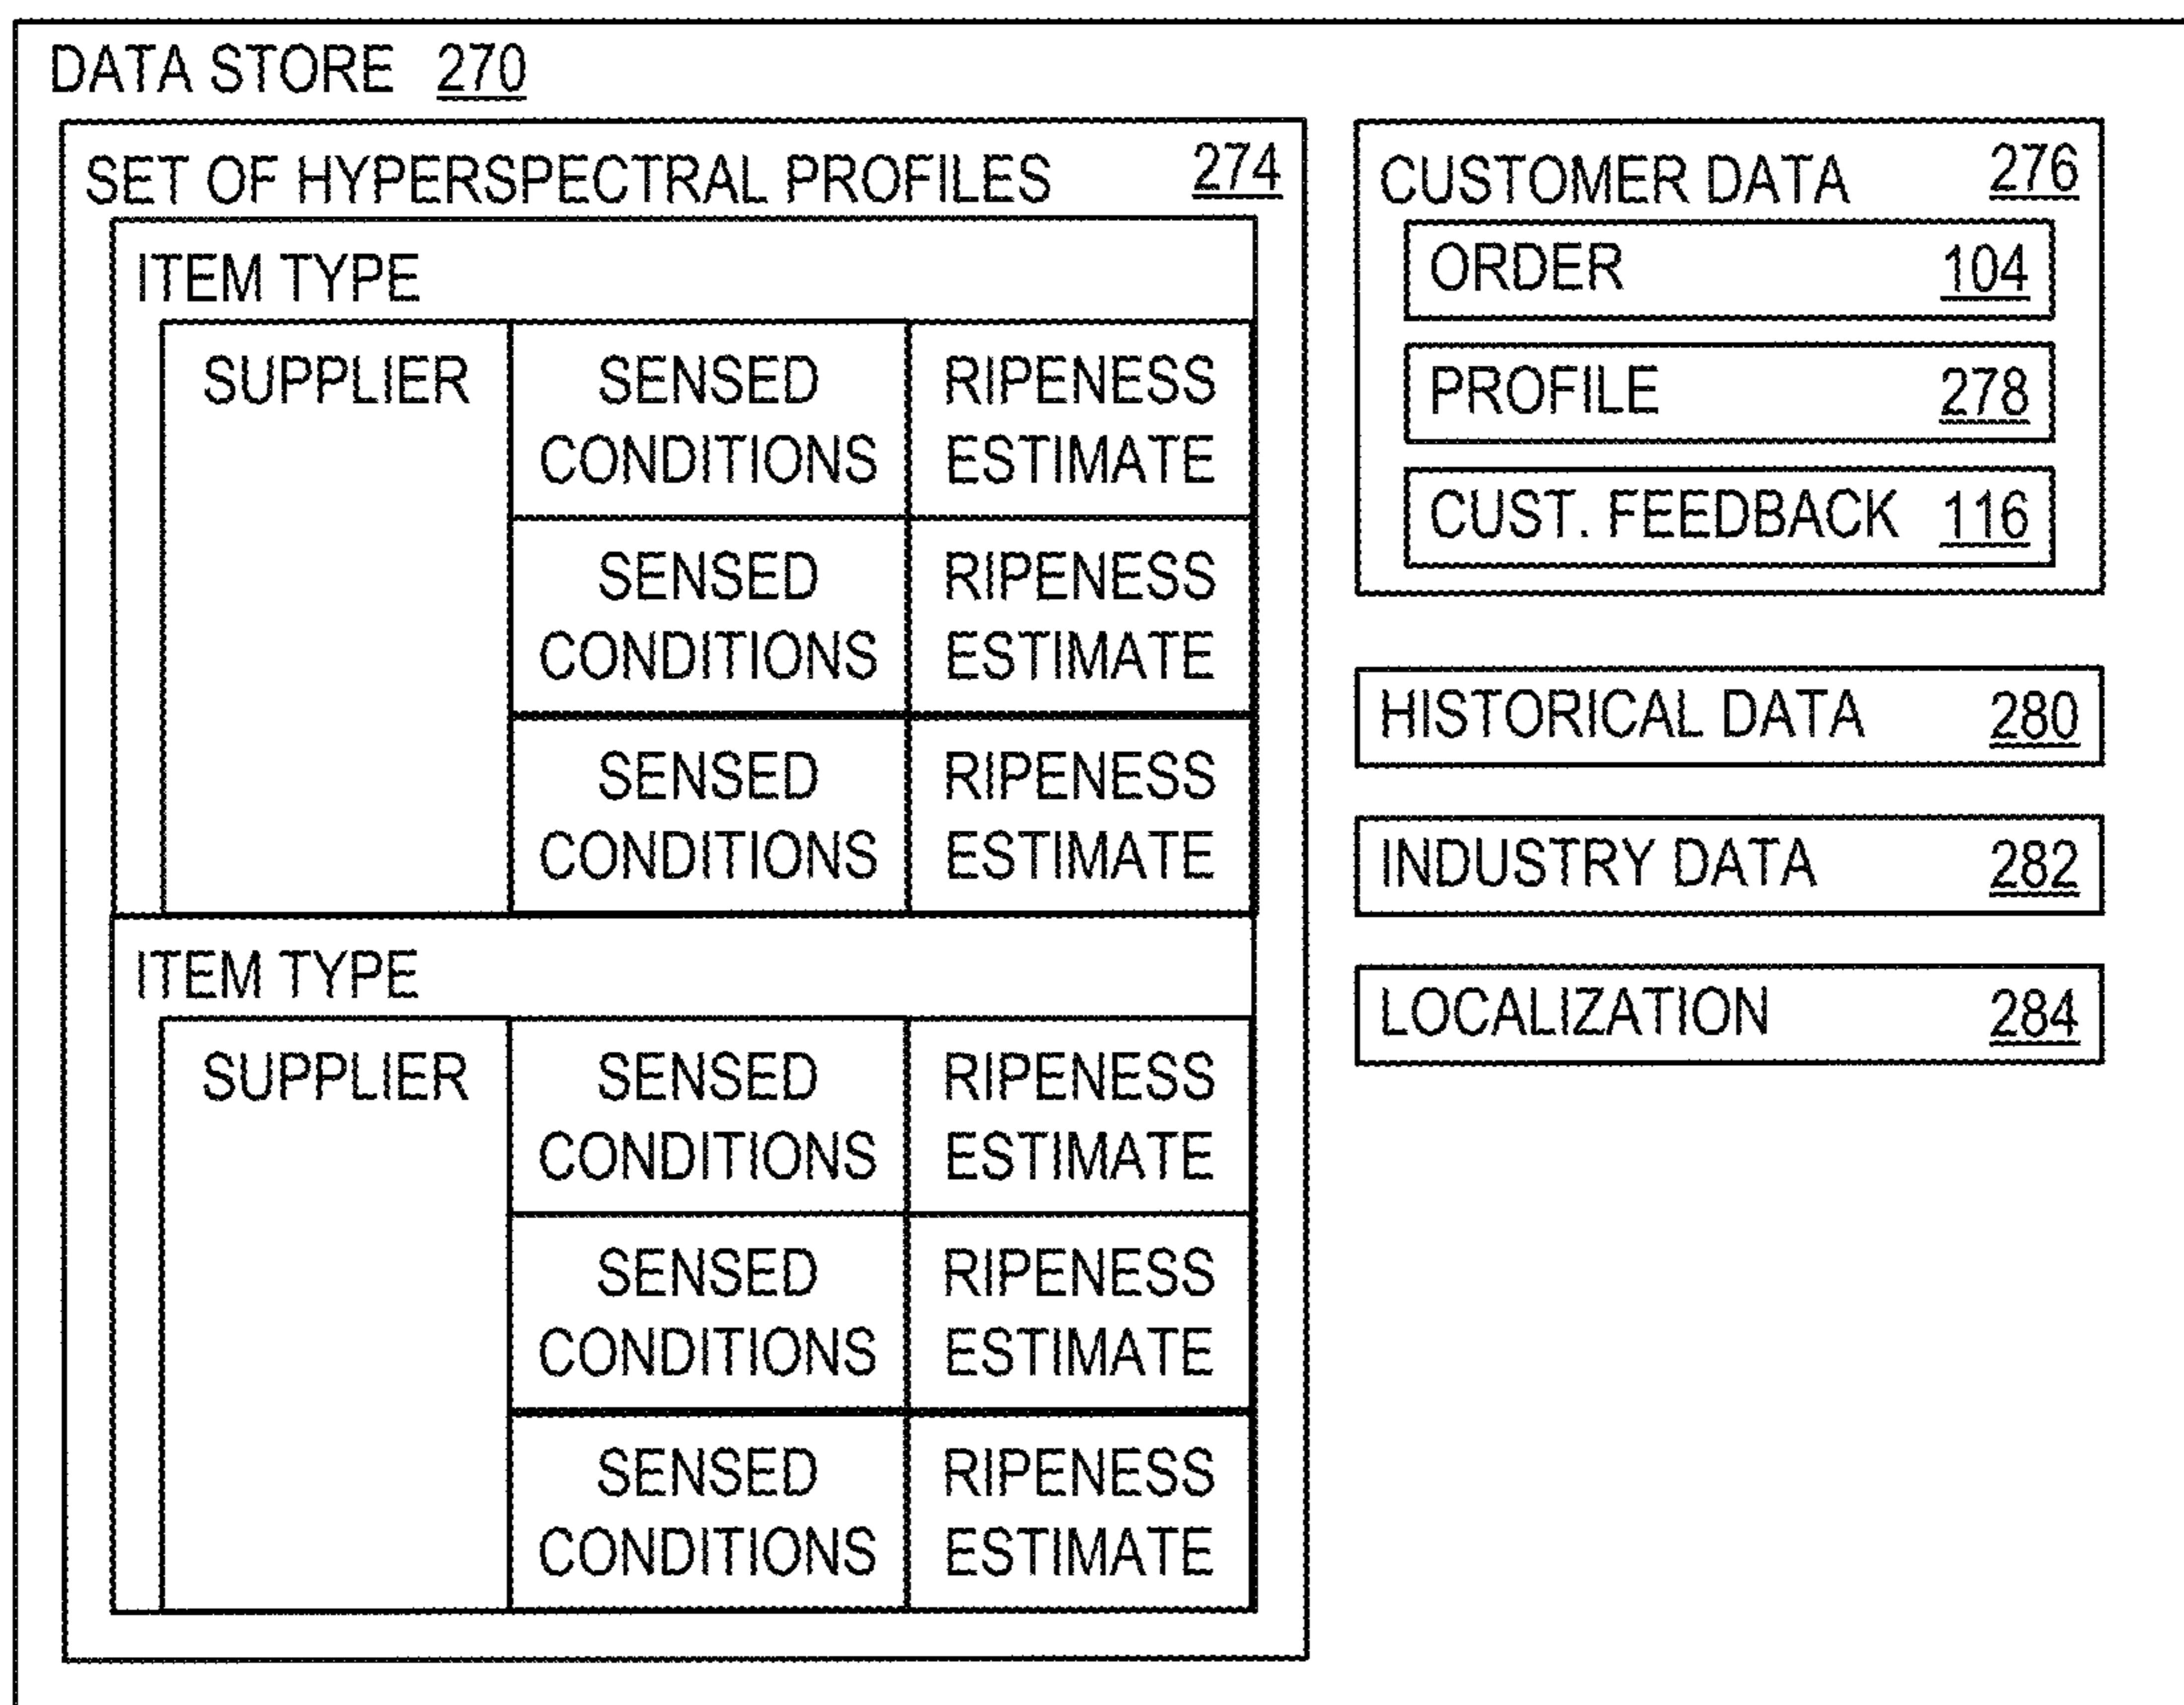 DATA STORE 270
SET OF HYPERSPECTRAL PROFILES 274
ITEM TYPE
SUPPLIER
SENSED
CONDITIONS
RIPENESS
ESTIMATE
SENSED
CONDITIONS
RIPENESS
ESTIMATE
SENSED
CONDITIONS
RIPENESS
ESTIMATE
ITEM TYPE
SUPPLIER
SENSED
CONDITIONS
RIPENESS
ESTIMATE
SENSED
CONDITIONS
RIPENESS
ESTIMATE
SENSED
CONDITIONS
RIPENESS
ESTIMATE
CUSTOMER DATA 276
ORDER 104
PROFILE 278
CUST. FEEDBACK 116
HISTORICAL DATA 280
INDUSTRY DATA 282
LOCALIZATION 284